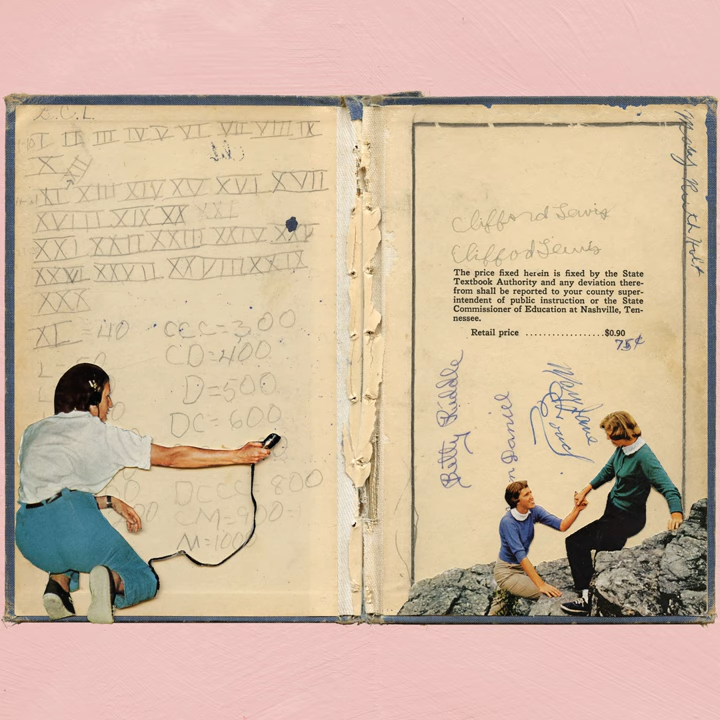 I II III IV V VI VII VIII IX
X XII
XI XIII XIV XV XVI XVII
XVIII XIX XX XXI
XXI XXII XXIII XXIV XXV
XXVI XXVII XXVIII XXIX
XXX
XL = 40 CCC=300
CD=400
D=500
DC=600
DCCC 800
CM=900
M=1000
Clifford Lewis
Clifford Lewis
The price fixed herein is fixed by the State
Textbook Authority and any deviation there-
from shall be reported to your county super-
intendent of public instruction or the State
Commissioner of Education at Nashville, Ten-
nessee.
Retail price ...................$0.90
75¢
Betty Riddle
Daniel
Mary Jane